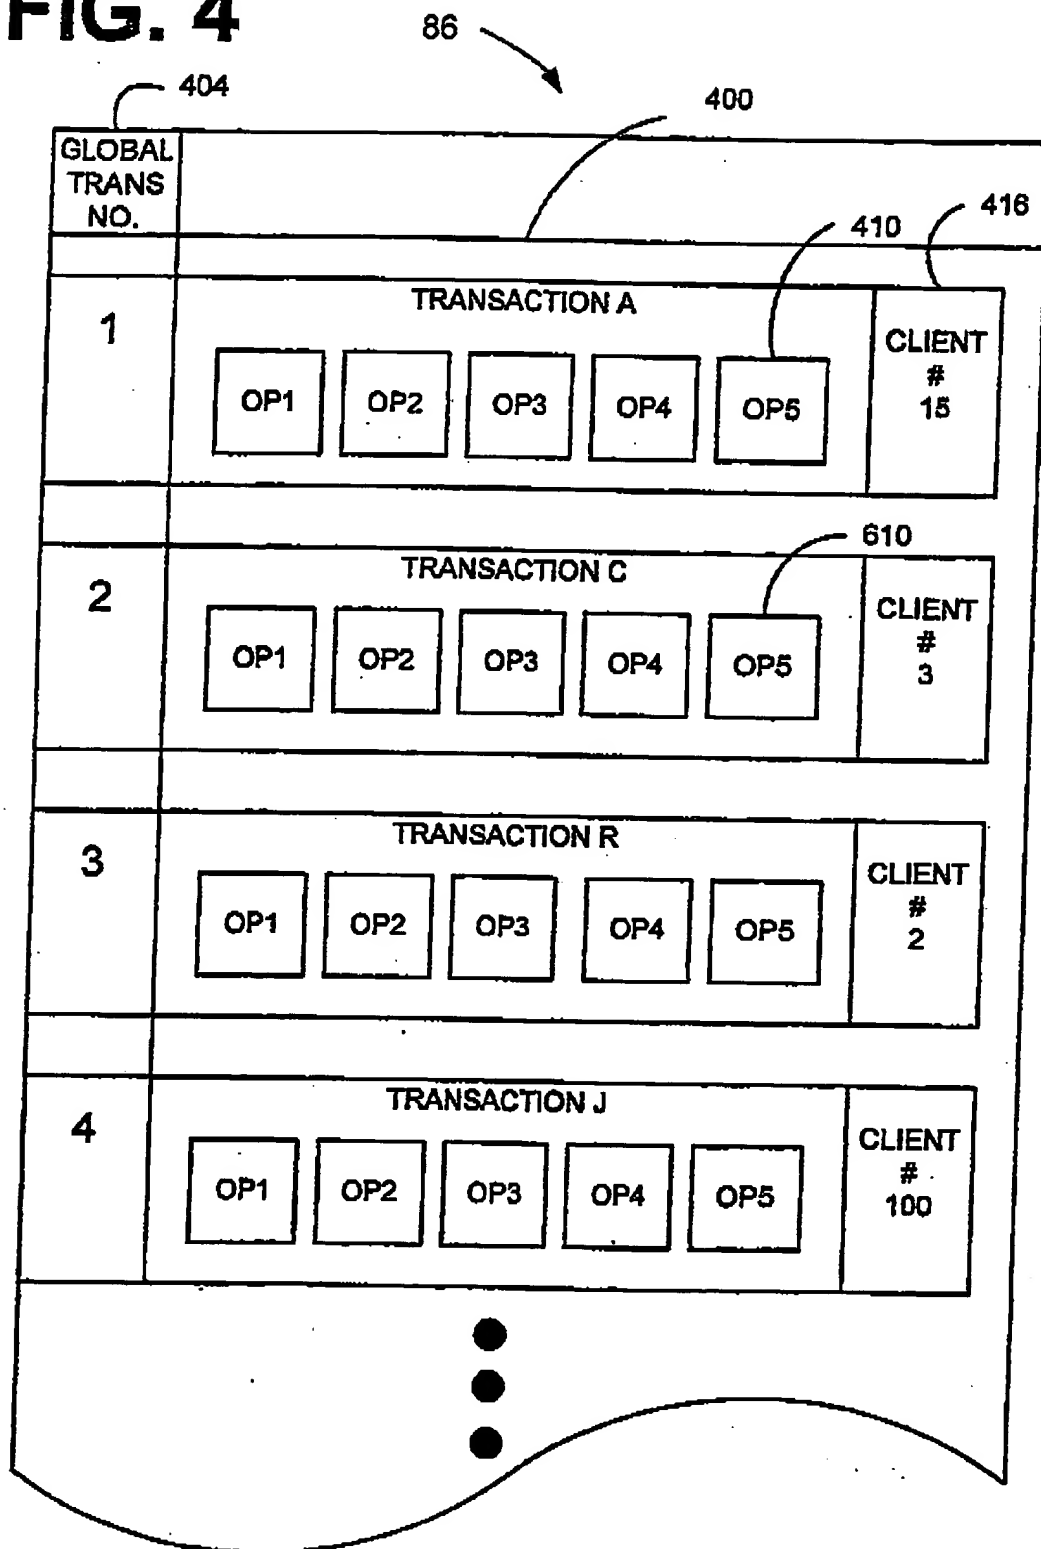 FIG. 4
86
404
400
GLOBAL
TRANS
NO.
416
410
1
TRANSACTION A
OP1 OP2 OP3 OP4 OP5
CLIENT
#
15
610
2
TRANSACTION C
OP1 OP2 OP3 OP4 OP5
CLIENT
#
3
3
TRANSACTION R
OP1 OP2 OP3 OP4 OP5
CLIENT
#
2
4
TRANSACTION J
OP1 OP2 OP3 OP4 OP5
CLIENT
#
100